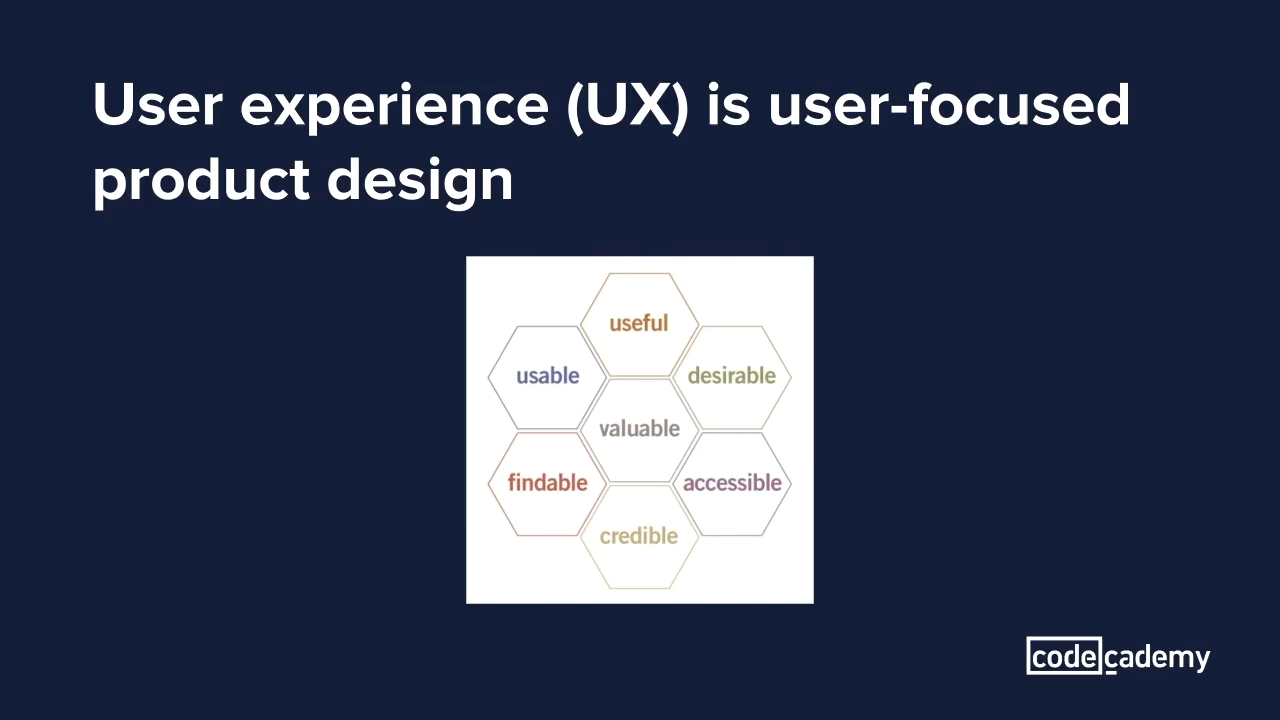 User experience (UX) is user-focused
product design
useful
usable
desirable
valuable
findable
accessible
credible
codecademy